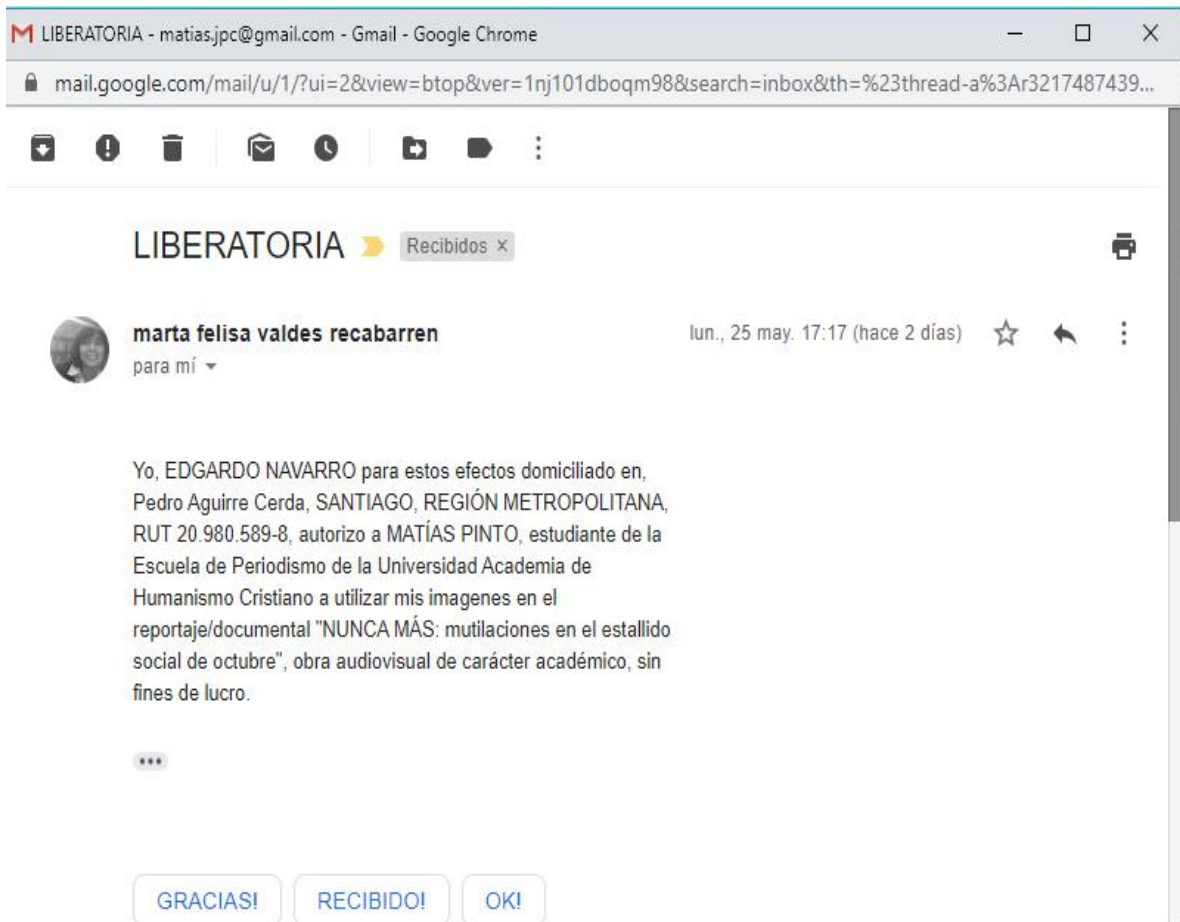 LIBERATORIA - matias.jpc@gmail.com - Gmail - Google Chrome
mail.google.com/mail/u/1/?ui=2&view=btop&ver=1nj101dboqm98&search=inbox&th=%23thread-a%3Ar3217487439...
LIBERATORIA Recibidos ×
marta felisa valdes recabarren lun., 25 may. 17:17 (hace 2 días)
para mí
Yo, EDGARDO NAVARRO para estos efectos domiciliado en,
Pedro Aguirre Cerda, SANTIAGO, REGIÓN METROPOLITANA,
RUT 20.980.589-8, autorizo a MATÍAS PINTO, estudiante de la
Escuela de Periodismo de la Universidad Academia de
Humanismo Cristiano a utilizar mis imagenes en el
reportaje/documental "NUNCA MÁS: mutilaciones en el estallido
social de octubre", obra audiovisual de carácter académico, sin
fines de lucro.
GRACIAS! RECIBIDO! OK!